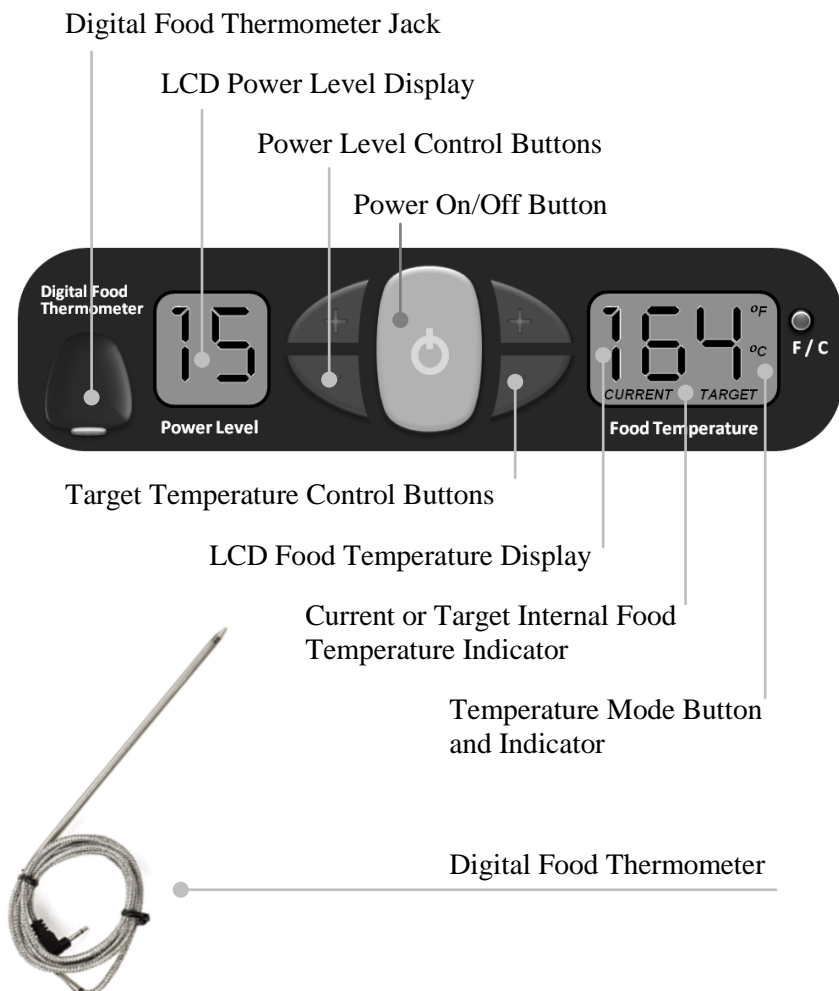 Digital Food Thermometer Jack
LCD Power Level Display
Power Level Control Buttons
Power On/Off Button
Digital Food
Thermometer
15
Power Level
+
-
+
-
164
°F
°C
CURRENT TARGET
Food Temperature
F / C
Target Temperature Control Buttons
LCD Food Temperature Display
Current or Target Internal Food
Temperature Indicator
Temperature Mode Button
and Indicator
Digital Food Thermometer